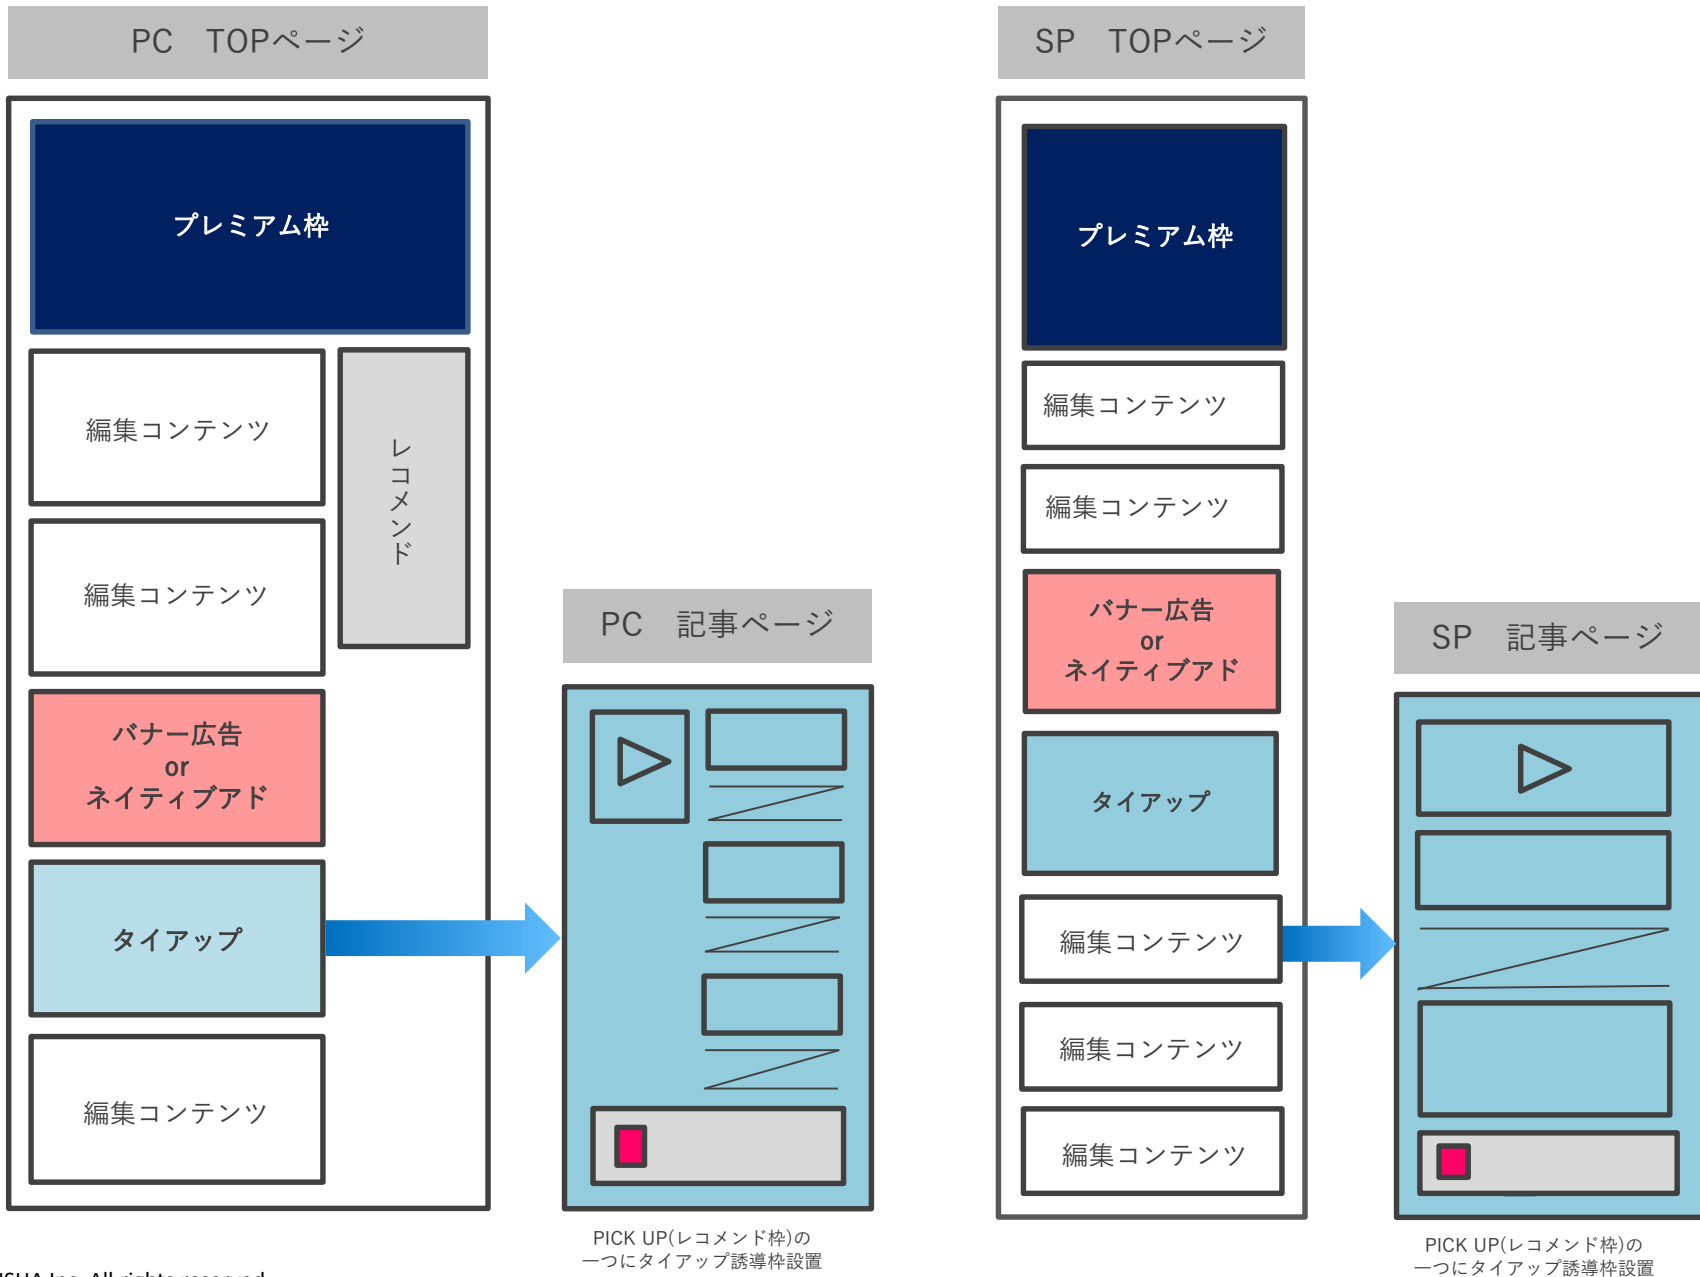 PC　TOPページ
プレミアム枠
編集コンテンツ
レコメンド
編集コンテンツ
バナー広告
or
ネイティブアド
タイアップ
編集コンテンツ
PC　記事ページ
PICK UP(レコメンド枠)の
一つにタイアップ誘導枠設置
SP　TOPページ
プレミアム枠
編集コンテンツ
編集コンテンツ
バナー広告
or
ネイティブアド
タイアップ
編集コンテンツ
編集コンテンツ
編集コンテンツ
SP　記事ページ
PICK UP(レコメンド枠)の
一つにタイアップ誘導枠設置
Inc. All rights reserved